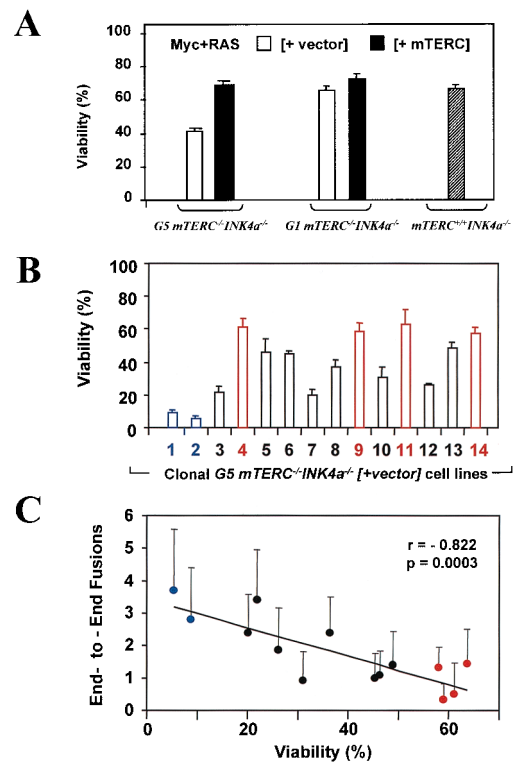 A
Myc+RAS [+ vector] [+ mTERC]
Viability (%)
100
80
60
40
20
0
G5 mTERC-/-INK4a-/- G1 mTERC-/-INK4a-/- mTERC+/+INK4a-/-
B
Viability (%)
100
80
60
40
20
0
1 2 3 4 5 6 7 8 9 10 11 12 13 14
Clonal G5 mTERC-/-INK4a-/- [+vector] cell lines
C
End- to - End Fusions
6
5
4
3
2
1
0
r = - 0.822
p = 0.0003
0 20 40 60
Viability (%)